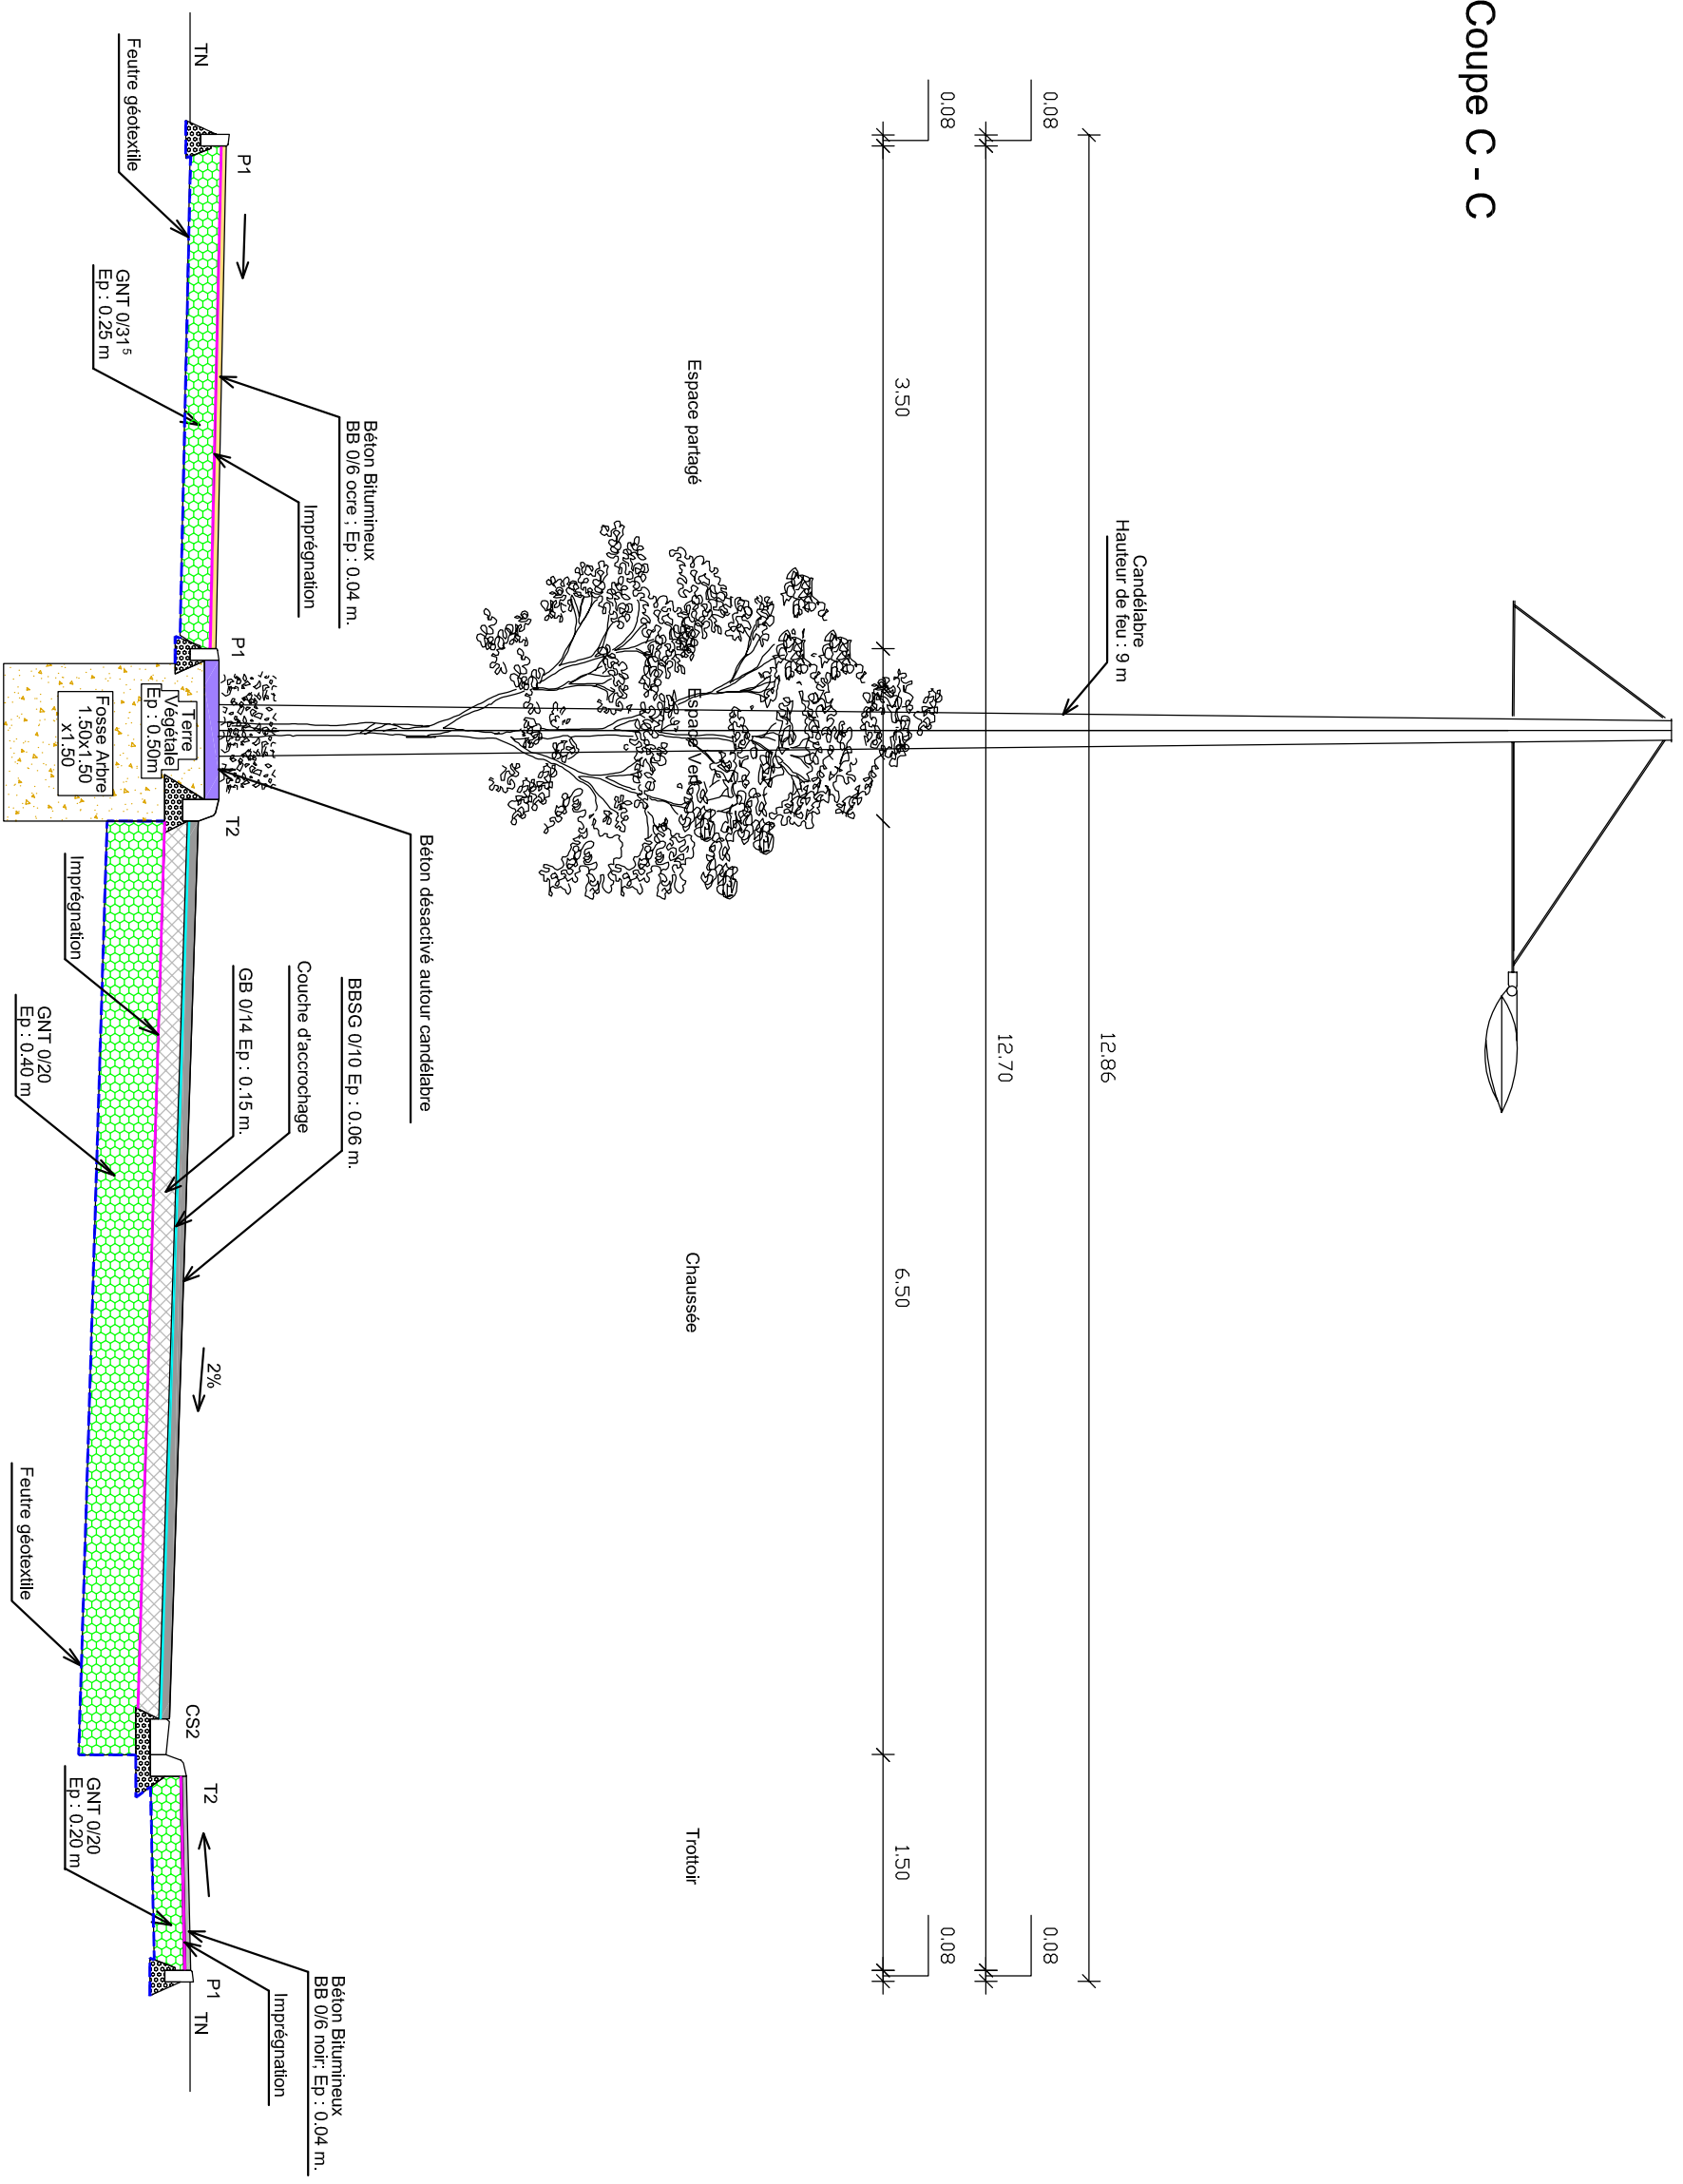 Coupe C - C
Candélabre
Hauteur de feu : 9 m
12.86
0.08
12.70
0.08
0.08
3.50
6.50
1.50
0.08
Espace partagé
Espace Vert
Chaussée
Trottoir
Béton Bitumineux
BB 0/6 ocre ; Ep : 0.04 m.
Imprégnation
Béton désactivé autour candélabre
BBSG 0/10 Ep : 0.06 m.
Couche d'accrochage
GB 0/14 Ep : 0.15 m.
2%
Béton Bitumineux
BB 0/6 noir; Ep : 0.04 m.
Imprégnation
TN
P1
P1
T2
CS2
T2
P1
TN
Feutre géotextile
GNT 0/31⁵
Ep : 0.25 m
Terre
Végétale
Ep : 0.50m
Fosse Arbre
1.50x1.50
x1.50
Imprégnation
GNT 0/20
Ep : 0.40 m
Feutre géotextile
GNT 0/20
Ep : 0.20 m